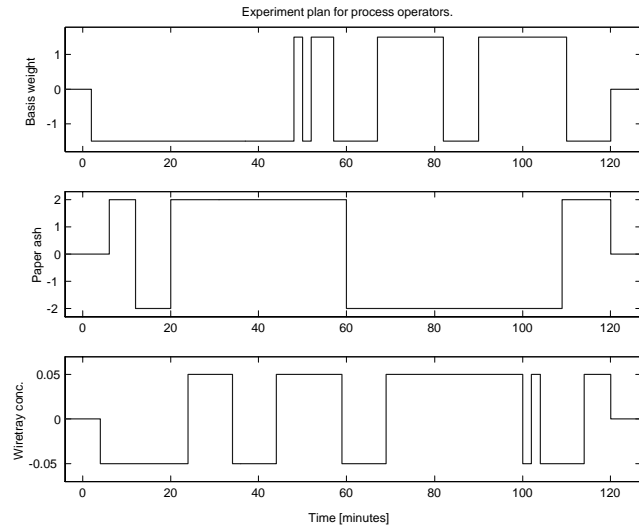 Experiment plan for process operators.
Basis weight
1
0
-1
0 20 40 60 80 100 120
Paper ash
2
1
0
-1
-2
0 20 40 60 80 100 120
Wiretray conc.
0.05
0
-0.05
0 20 40 60 80 100 120
Time [minutes]